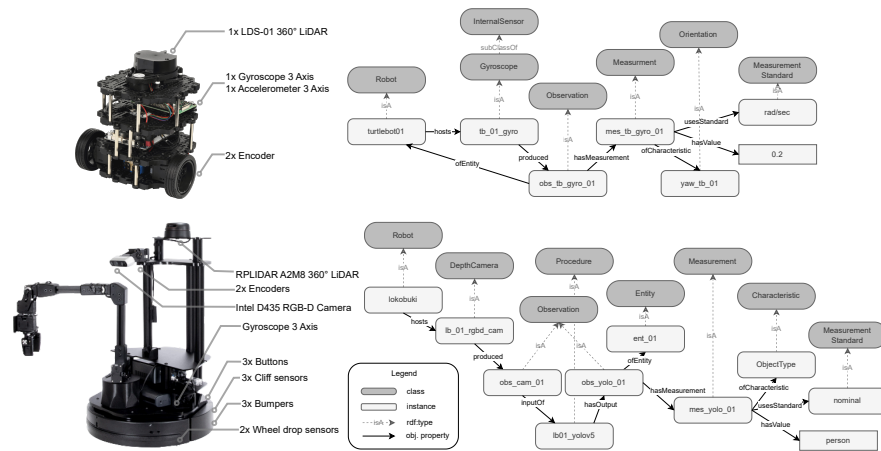 1x LDS-01 360° LiDAR
1x Gyroscope 3 Axis
1x Accelerometer 3 Axis
2x Encoder
InternalSensor
subClassOf
Orientation
Robot
Gyroscope
Observation
Measurment
Measurement
Standard
isA
isA
isA
isA
isA
isA
turtlebot01
hosts
tb_01_gyro
mes_tb_gyro_01
usesStandard
rad/sec
produced
hasMeasurement
ofCharacteristic
hasValue
0.2
ofEntity
obs_tb_gyro_01
yaw_tb_01
RPLIDAR A2M8 360° LiDAR
2x Encoders
Intel D435 RGB-D Camera
Gyroscope 3 Axis
3x Buttons
3x Cliff sensors
3x Bumpers
2x Wheel drop sensors
Robot
DepthCamera
Procedure
Measurement
Observation
Entity
Characteristic
Measurement
Standard
isA
isA
isA
isA
isA
isA
isA
isA
isA
lokobuki
hosts
lb_01_rgbd_cam
ent_01
ObjectType
produced
ofEntity
obs_cam_01
obs_yolo_01
hasMeasurement
ofCharacteristic
inputOf
hasOutput
mes_yolo_01
usesStandard
nominal
lb01_yolov5
hasValue
person
Legend
class
instance
isA
rdf:type
obj. property